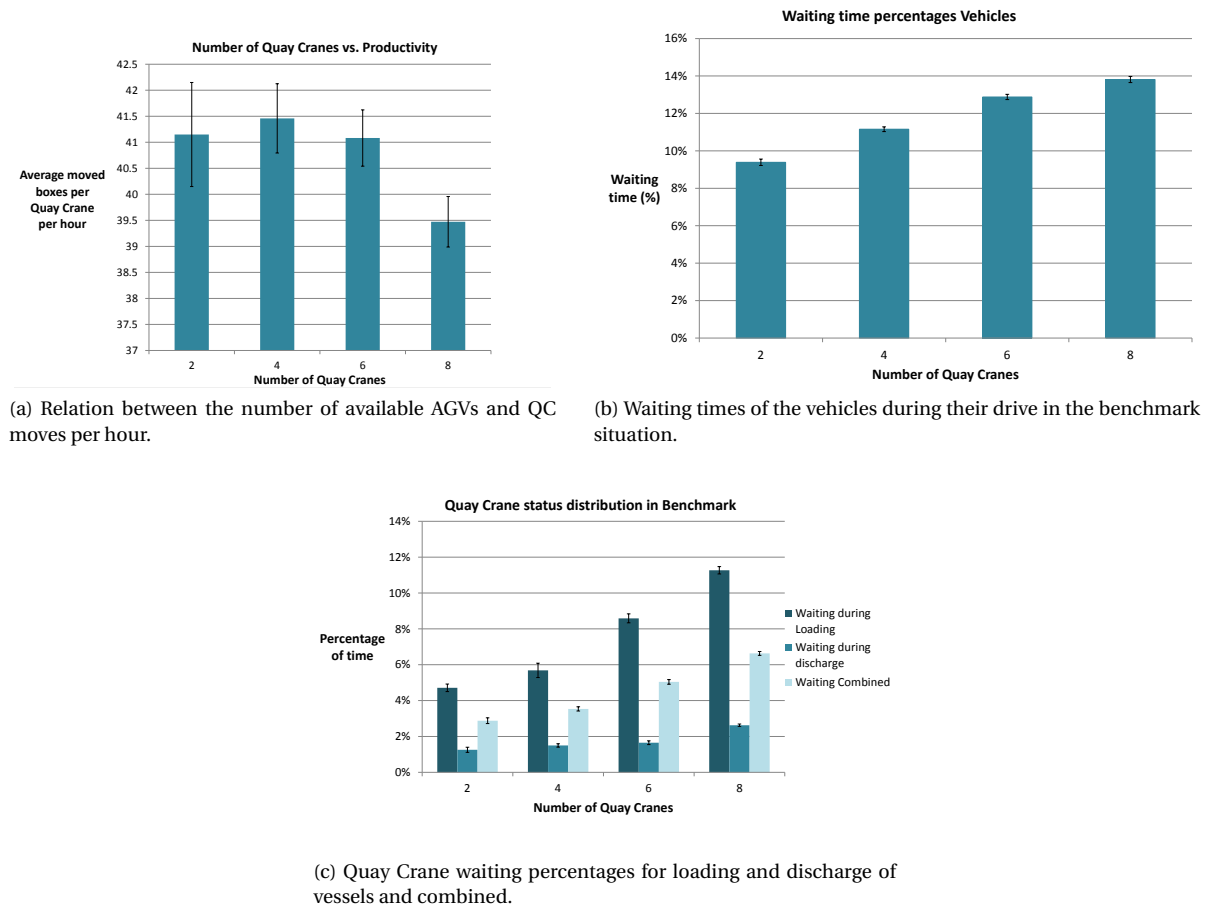 Number of Quay Cranes vs. Productivity
42.5
42
41.5
41
40.5
40
39.5
39
38.5
38
37.5
37
Average moved
boxes per
Quay Crane
per hour
2 4 6 8
Number of Quay Cranes
(a) Relation between the number of available AGVs and QC
moves per hour.
Waiting time percentages Vehicles
16%
14%
12%
10%
8%
6%
4%
2%
0%
Waiting
time (%)
2 4 6 8
Number of Quay Cranes
(b) Waiting times of the vehicles during their drive in the benchmark
situation.
Quay Crane status distribution in Benchmark
14%
12%
10%
8%
6%
4%
2%
0%
Percentage
of time
2 4 6 8
Number of Quay Cranes
Waiting during
Loading
Waiting during
discharge
Waiting Combined
(c) Quay Crane waiting percentages for loading and discharge of
vessels and combined.